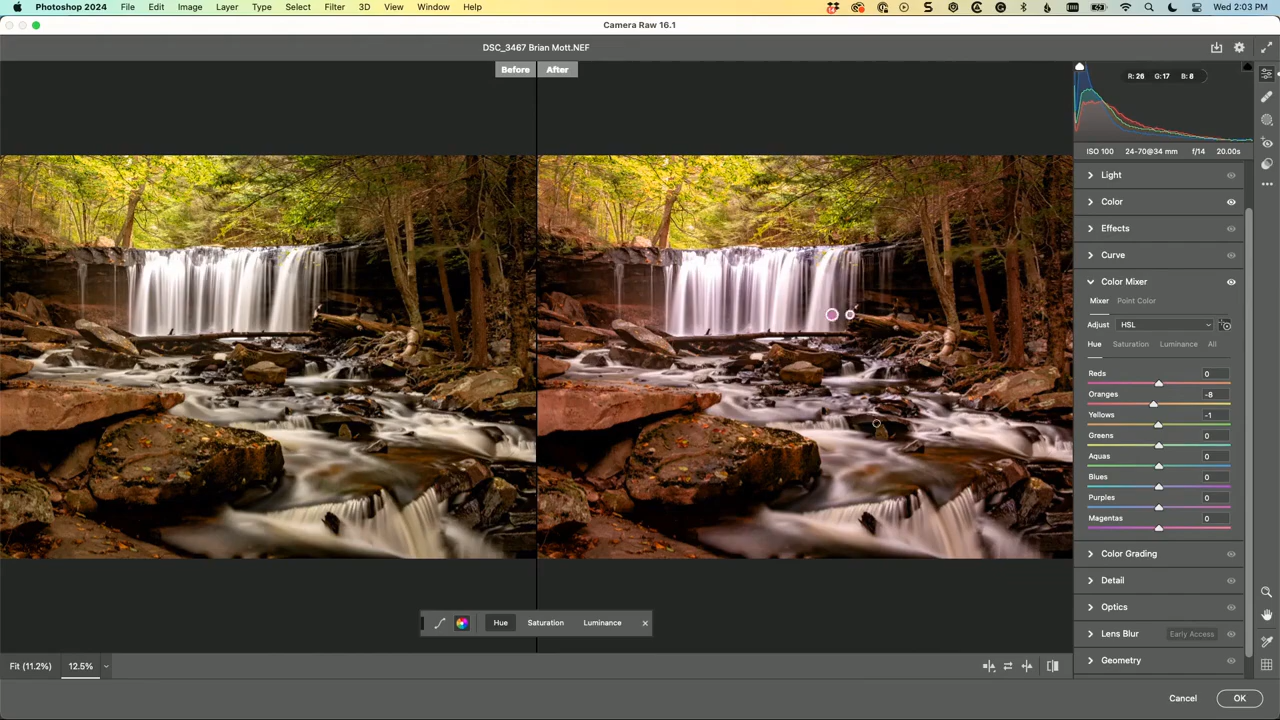 Photoshop 2024 File Edit Image Layer Type Select Filter 3D View Window Help Wed 2:03 PM
Camera Raw 16.1
DSC_3467 Brian Mott.NEF
Before After
R: 26 G: 17 B: 8
ISO 100 24-70@34 mm f/14 20.00s
Light
Color
Effects
Curve
Color Mixer
Mixer Point Color
Adjust HSL
Hue Saturation Luminance All
Reds 0
Oranges -8
Yellows -1
Greens 0
Aquas 0
Blues 0
Purples 0
Magentas 0
Color Grading
Detail
Optics
Lens Blur Early Access
Geometry
Hue Saturation Luminance
Fit (11.2%) 12.5%
Cancel OK